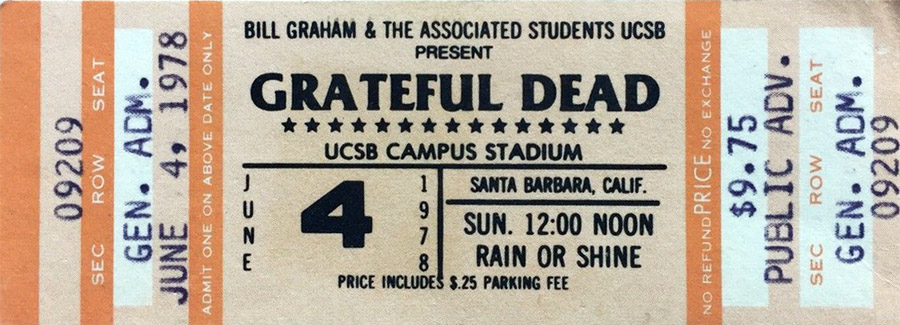 09209
SEC ROW SEAT
GEN. ADM.
JUNE 4, 1978
ADMIT ONE ON ABOVE DATE ONLY
BILL GRAHAM & THE ASSOCIATED STUDENTS UCSB
PRESENT
GRATEFUL DEAD
★★★★★★★★★★★★★★★
UCSB CAMPUS STADIUM
JUNE
4
1978
SANTA BARBARA, CALIF.
SUN. 12:00 NOON
RAIN OR SHINE
PRICE INCLUDES $.25 PARKING FEE
NO REFUND PRICE NO EXCHANGE
$9.75
PUBLIC ADV.
SEC ROW SEAT
GEN. ADM.
09209